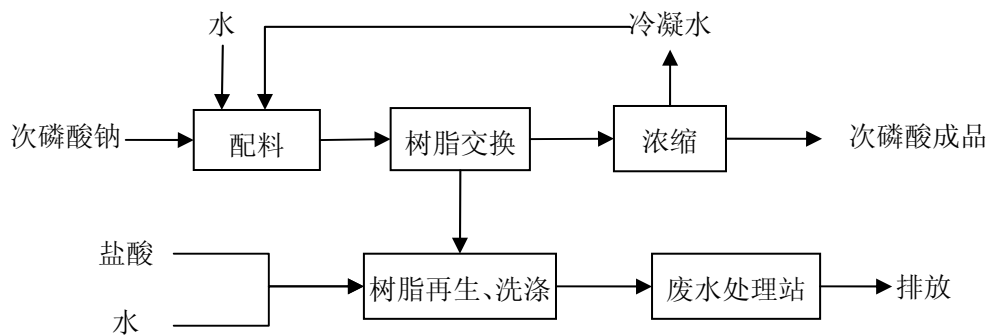 水
冷凝水
次磷酸钠
配料
树脂交换
浓缩
次磷酸成品
盐酸
水
树脂再生、洗涤
废水处理站
排放